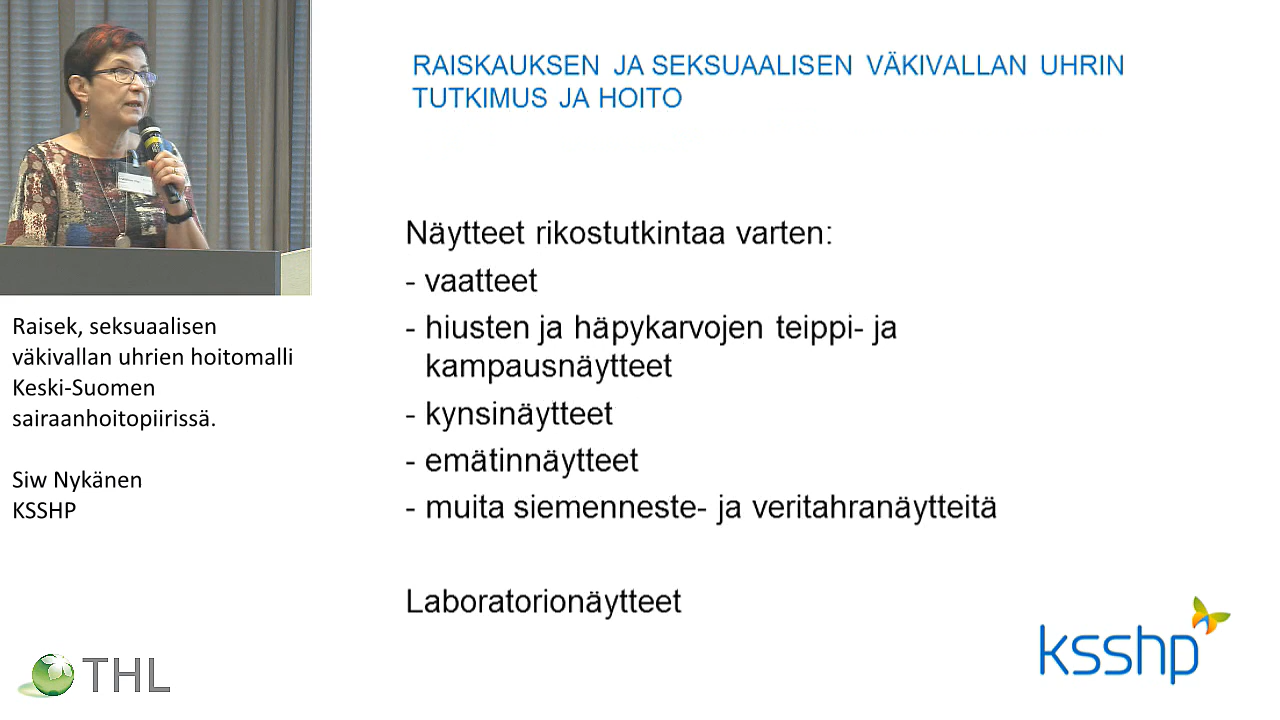 RAISKAUKSEN JA SEKSUAALISEN VÄKIVALLAN UHRIN
TUTKIMUS JA HOITO
Näytteet rikostutkintaa varten:
- vaatteet
- hiusten ja häpykarvojen teippi- ja
kampausnäytteet
- kynsinäytteet
- emätinnäytteet
- muita siemenneste- ja veritahranäytteitä
Laboratorionäytteet
Raisek, seksuaalisen
väkivallan uhrien hoitomalli
Keski-Suomen
sairaanhoitopiirissä.
Siw Nykänen
KSSHP
THL
ksshp